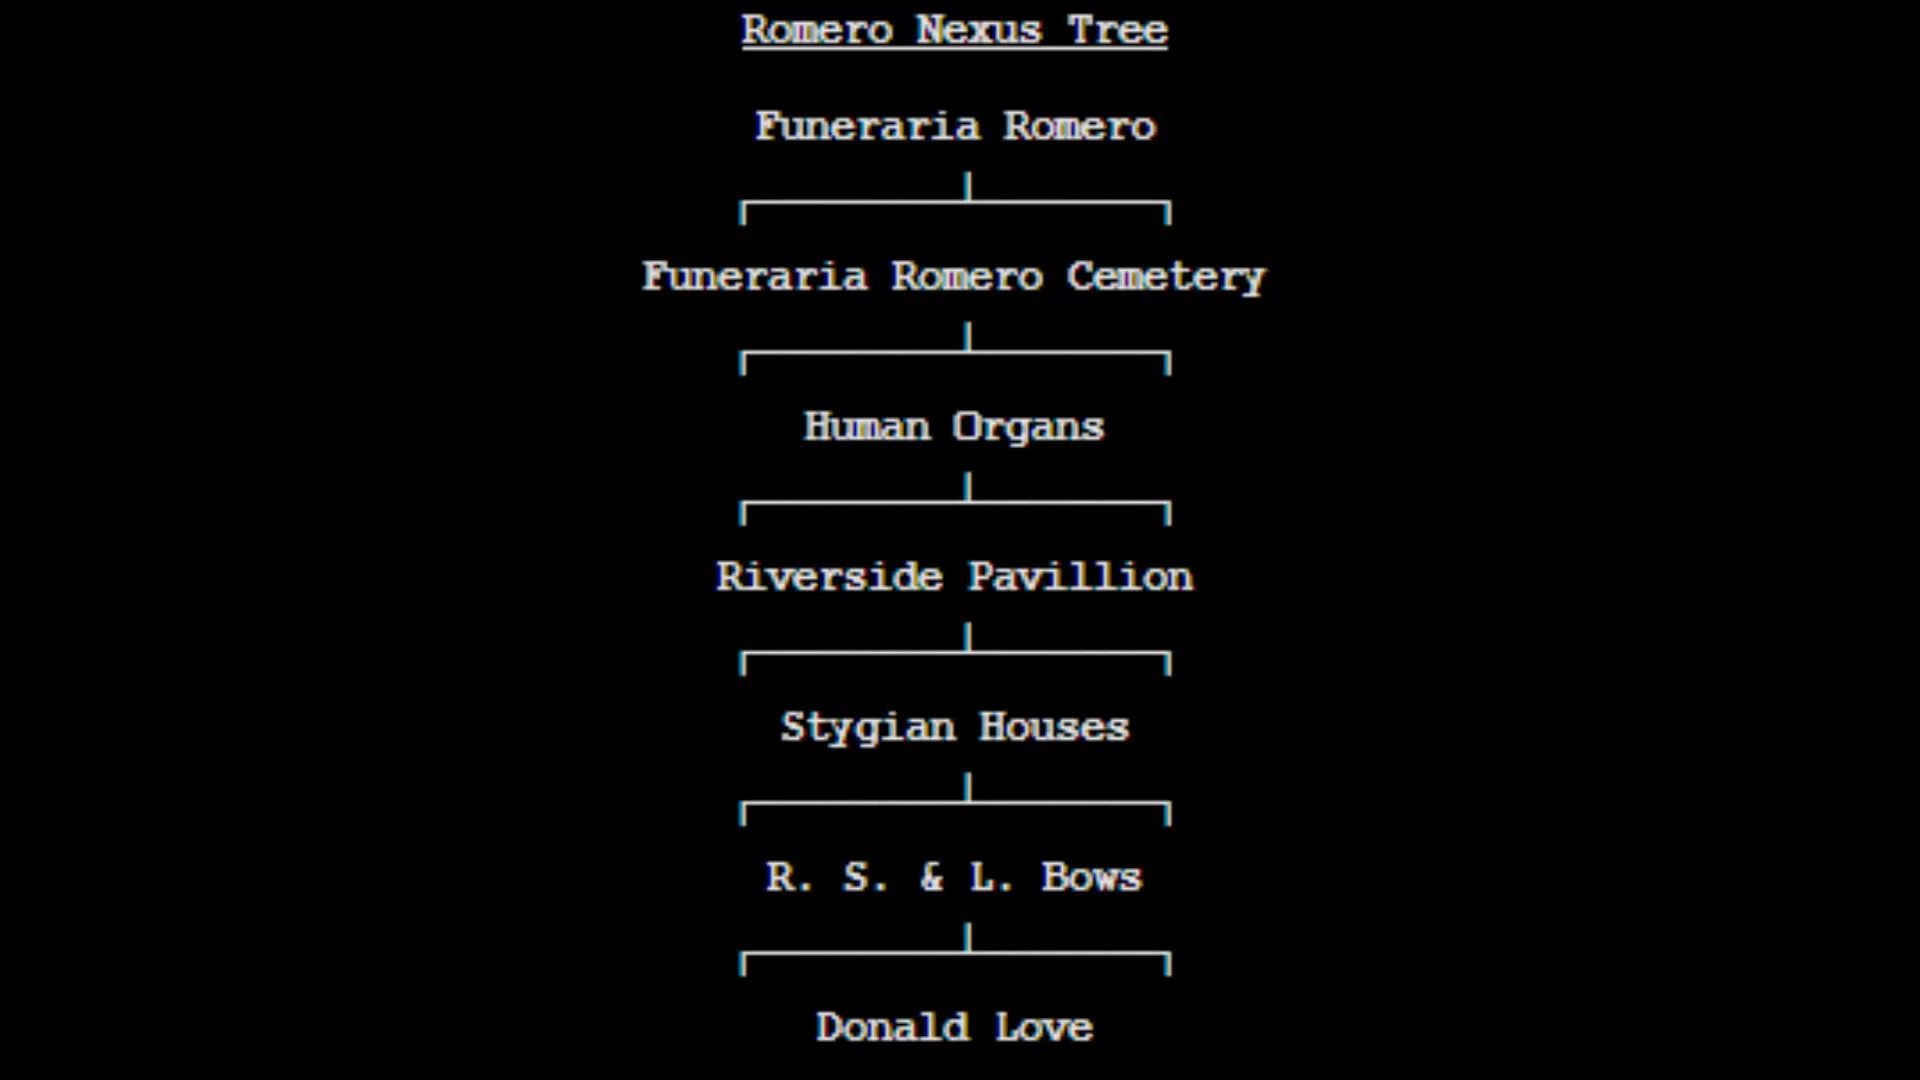 Romero Nexus Tree
Funeraria Romero
Funeraria Romero Cemetery
Human Organs
Riverside Pavillion
Stygian Houses
R. S. & L. Bows
Donald Love